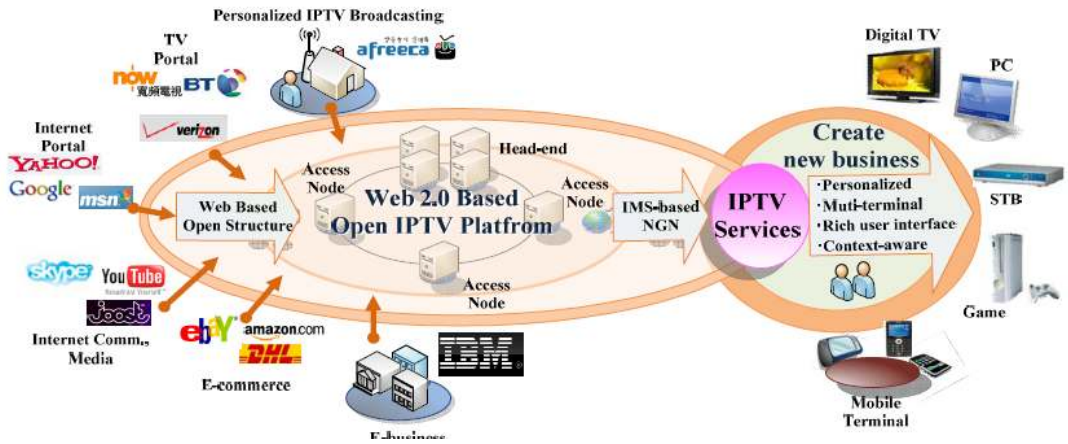 Personalized IPTV Broadcasting
afreeca
TV
Portal
now
寬頻電視
BT
verizon
Internet
Portal
YAHOO!
Google
msn
Web Based
Open Structure
Access
Node
Head-end
Web 2.0 Based
Open IPTV Platfrom
Access
Node
Access
Node
IMS-based
NGN
IPTV
Services
Create
new business
·Personalized
·Muti-terminal
·Rich user interface
·Context-aware
Digital TV
PC
STB
Game
Mobile
Terminal
skype
YouTube
Joost
Internet Comm.,
Media
ebaY
amazon.com
DHL
E-commerce
IBM
E-business